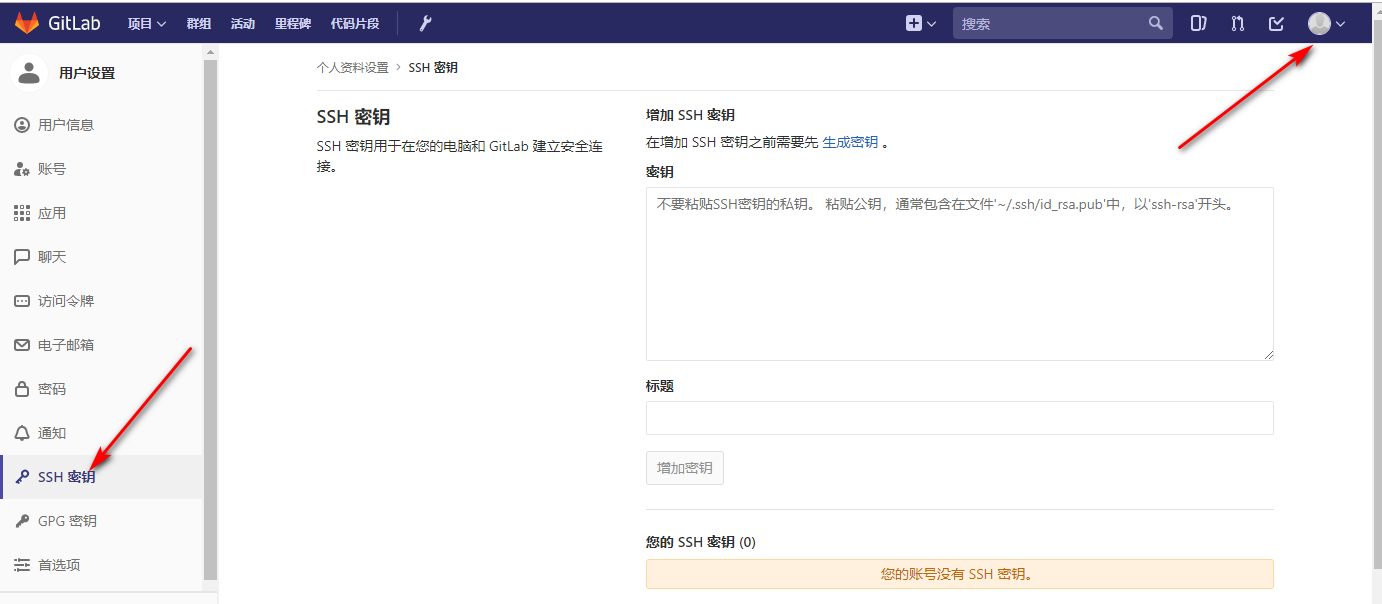 GitLab 项目 群组 活动 里程碑 代码片段 搜索
用户设置
用户信息
账号
应用
聊天
访问令牌
电子邮箱
密码
通知
SSH 密钥
GPG 密钥
首选项
个人资料设置 > SSH 密钥
SSH 密钥
SSH 密钥用于在您的电脑和 GitLab 建立安全连
接。
增加 SSH 密钥
在增加 SSH 密钥之前需要先 生成密钥 。
密钥
不要粘贴SSH密钥的私钥。 粘贴公钥，通常包含在文件'~/.ssh/id_rsa.pub'中，以'ssh-rsa'开头。
标题
增加密钥
您的 SSH 密钥 (0)
您的账号没有 SSH 密钥。